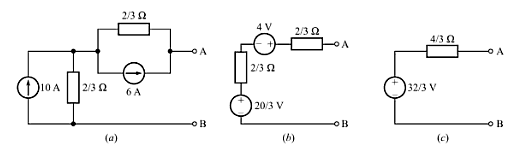 2/3 Ω
10 A
2/3 Ω
6 A
A
B
(a)
4 V
− +
2/3 Ω
A
2/3 Ω
+
−
20/3 V
B
(b)
4/3 Ω
A
+
−
32/3 V
B
(c)